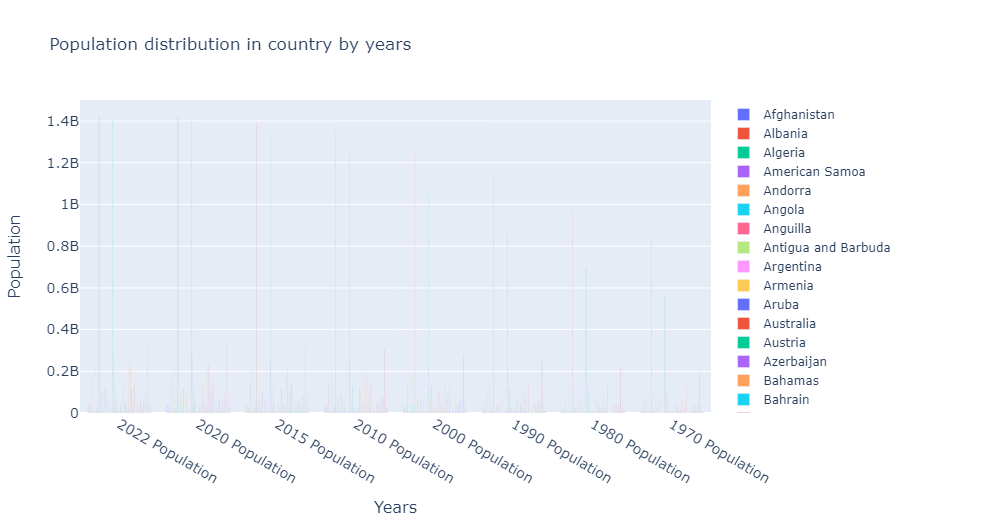 Population distribution in country by years
Population
1.4B
1.2B
1B
0.8B
0.6B
0.4B
0.2B
0
2022 Population
2020 Population
2015 Population
2010 Population
2000 Population
1990 Population
1980 Population
1970 Population
Years
Afghanistan
Albania
Algeria
American Samoa
Andorra
Angola
Anguilla
Antigua and Barbuda
Argentina
Armenia
Aruba
Australia
Austria
Azerbaijan
Bahamas
Bahrain